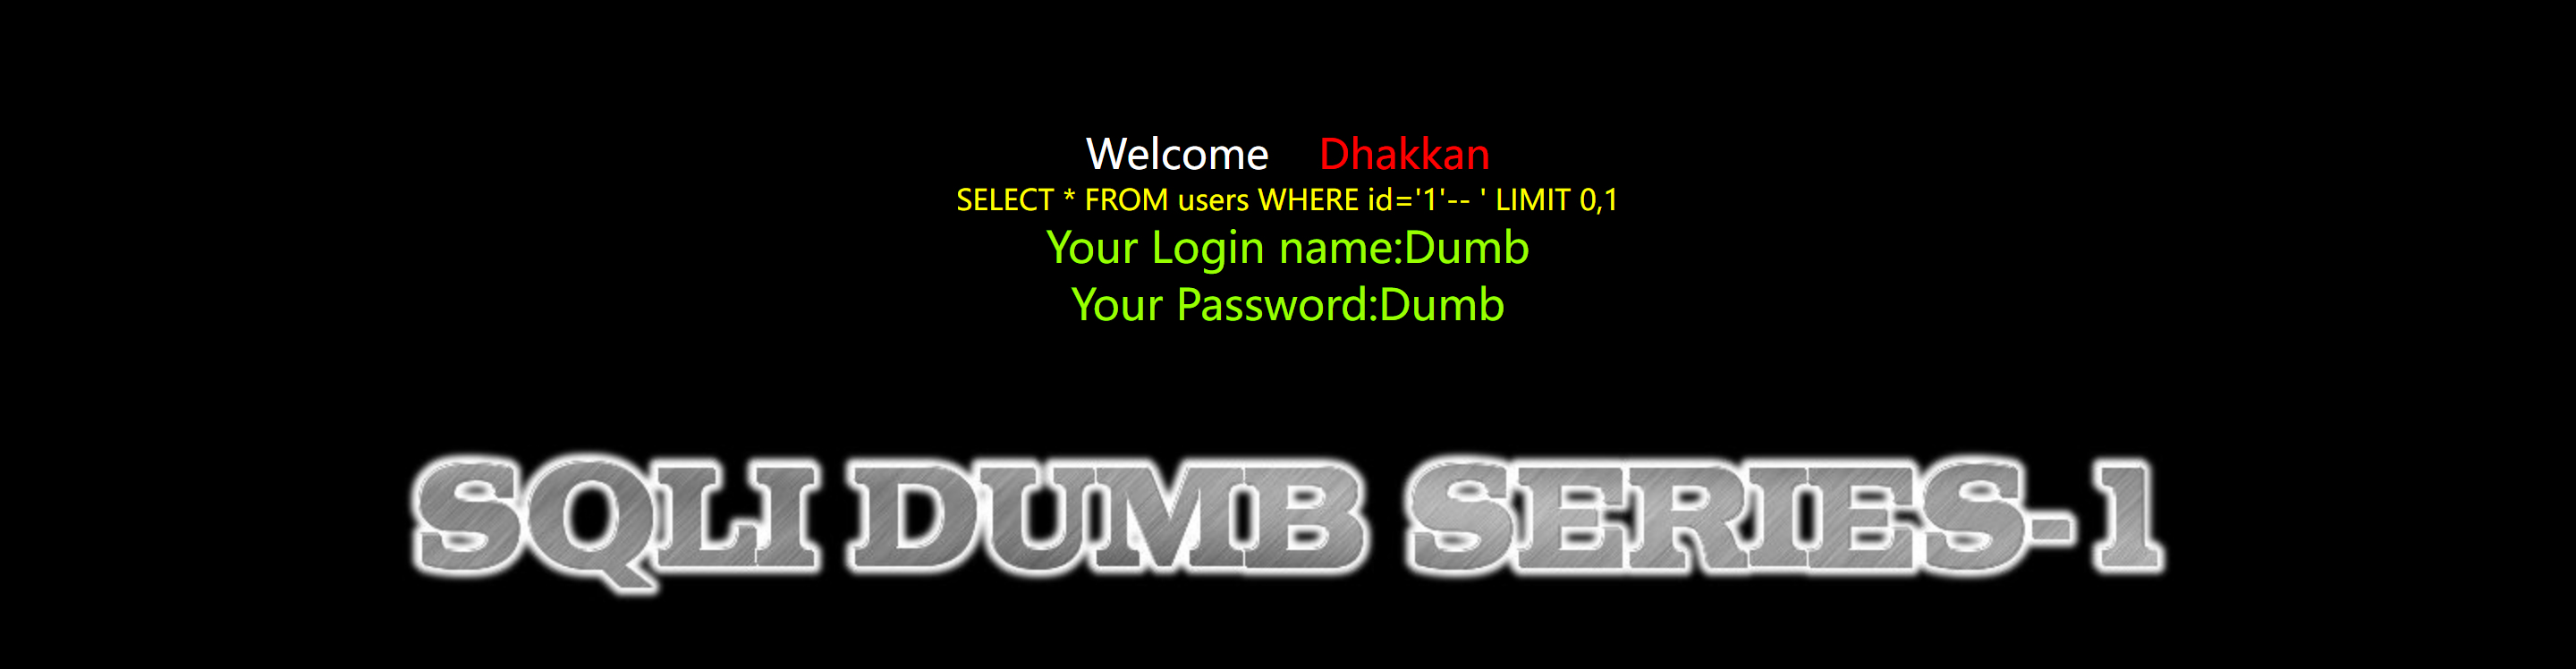 Welcome Dhakkan
SELECT * FROM users WHERE id='1'-- ' LIMIT 0,1
Your Login name:Dumb
Your Password:Dumb
SQLI DUMB SERIES-1